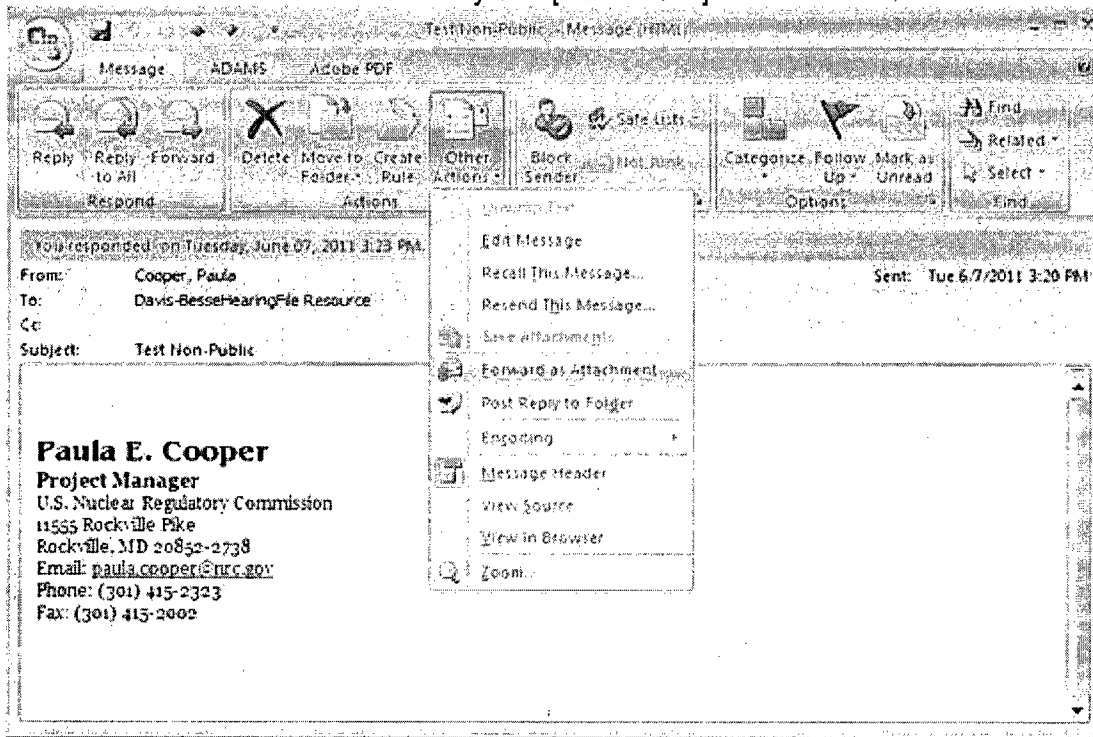 Test Non-Public - Message (HTML)
Message ADAMS Adobe PDF
Reply Reply to All Forward
Respond
Delete Move to Folder Create Rule Other Actions
Actions
Block Sender Safe Lists Not Junk
Categorize Follow Up Mark as Unread
Options
Find Related Select
Find
You responded on Tuesday, June 07, 2011 3:23 PM.
From: Cooper, Paula Sent: Tue 6/7/2011 3:20 PM
To: Davis-BesseHearingFile Resource
Cc:
Subject: Test Non-Public
Edit Message
Recall This Message...
Resend This Message...
Save Attachments
Forward as Attachment
Post Reply to Folder
Encoding
Message Header
View Source
View in Browser
Zoom...
Paula E. Cooper
Project Manager
U.S. Nuclear Regulatory Commission
11555 Rockville Pike
Rockville, MD 20852-2738
Email: paula.cooper@nrc.gov
Phone: (301) 415-2323
Fax: (301) 415-2002